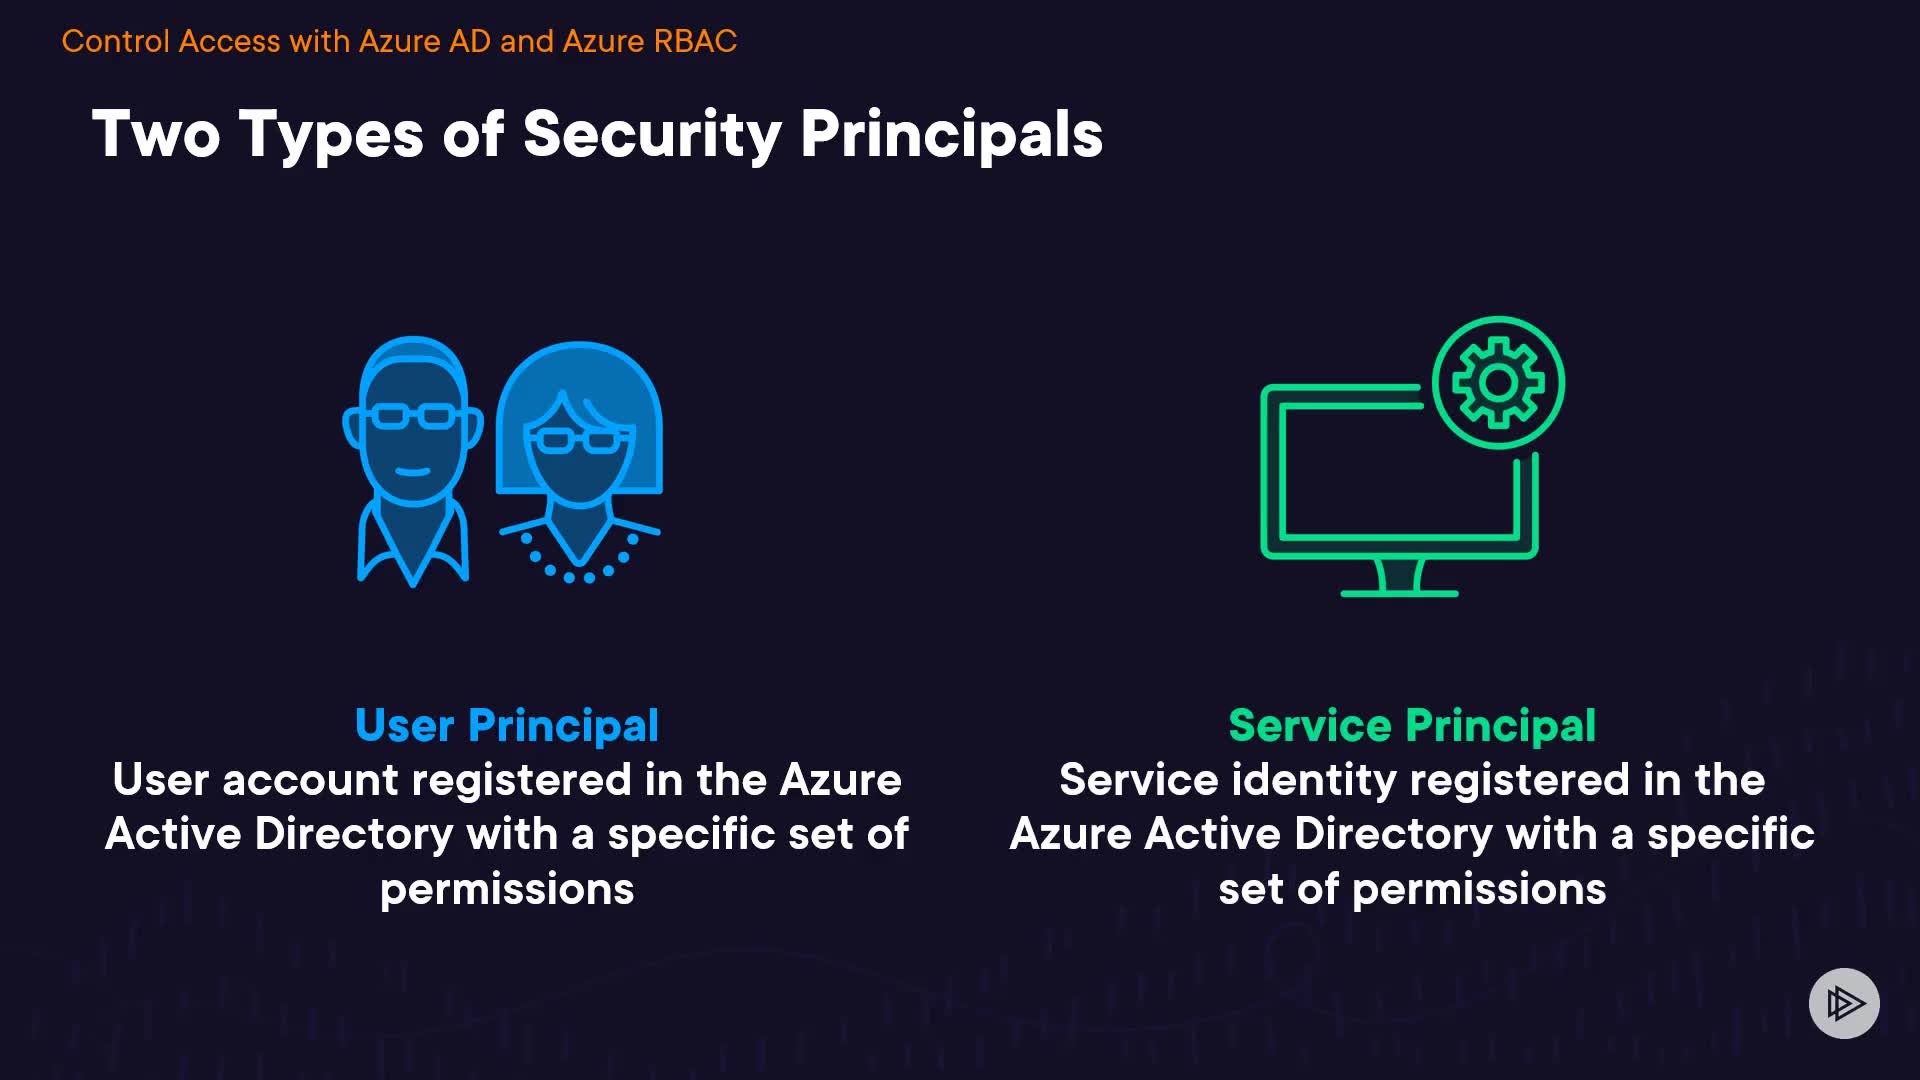 Control Access with Azure AD and Azure RBAC
Two Types of Security Principals
User Principal
User account registered in the Azure
Active Directory with a specific set of
permissions
Service Principal
Service identity registered in the
Azure Active Directory with a specific
set of permissions